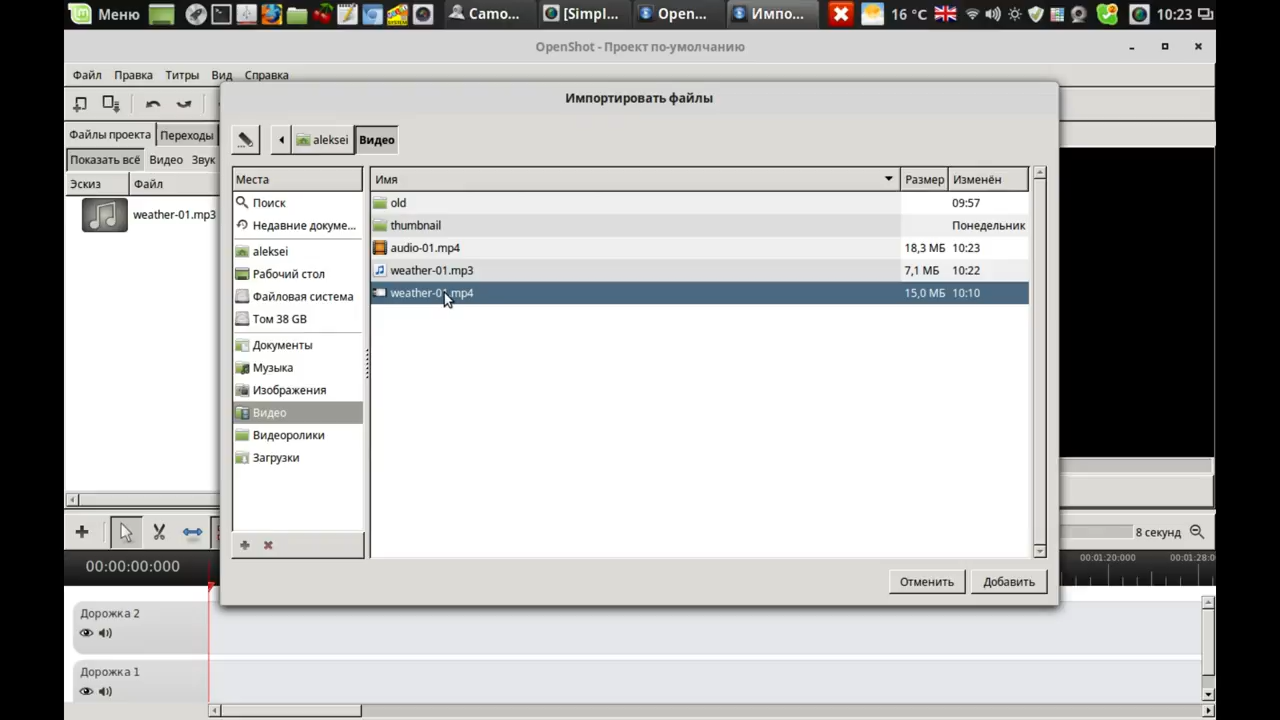 Меню
Camo...
[Simpl...
Open...
Импо...
16 °C
10:23
OpenShot - Проект по-умолчанию
Файл Правка Титры Вид Справка
Импортировать файлы
aleksei Видео
Файлы проекта Переходы
Показать всё Видео Звук
Эскиз Файл
weather-01.mp3
Места
Поиск
Недавние докуме...
aleksei
Рабочий стол
Файловая система
Том 38 GB
Документы
Музыка
Изображения
Видео
Видеоролики
Загрузки
Имя Размер Изменён
old 09:57
thumbnail Понедельник
audio-01.mp4 18,3 МБ 10:23
weather-01.mp3 7,1 МБ 10:22
weather-01.mp4 15,0 МБ 10:10
Отменить Добавить
8 секунд
00:00:00:000
00:01:20:000 00:01:28:0
Дорожка 2
Дорожка 1